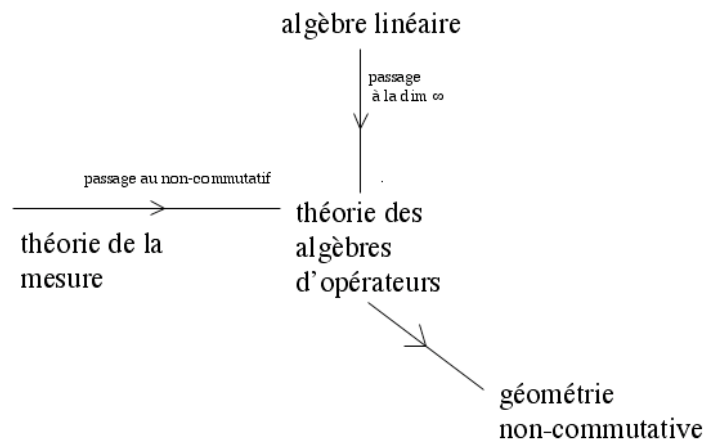 algèbre linéaire
passage
à la dim ∞
passage au non-commutatif
théorie de la
mesure
théorie des
algèbres
d'opérateurs
géométrie
non-commutative